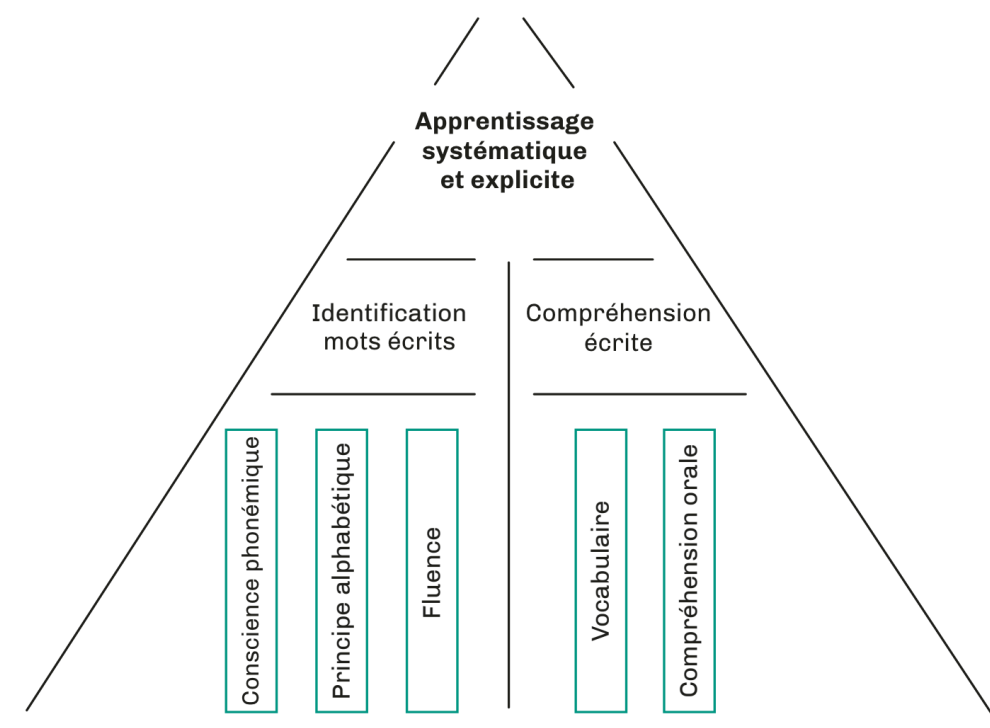 Apprentissage
systématique
et explicite
Identification
mots écrits
Compréhension
écrite
Conscience phonémique
Principe alphabétique
Fluence
Vocabulaire
Compréhension orale